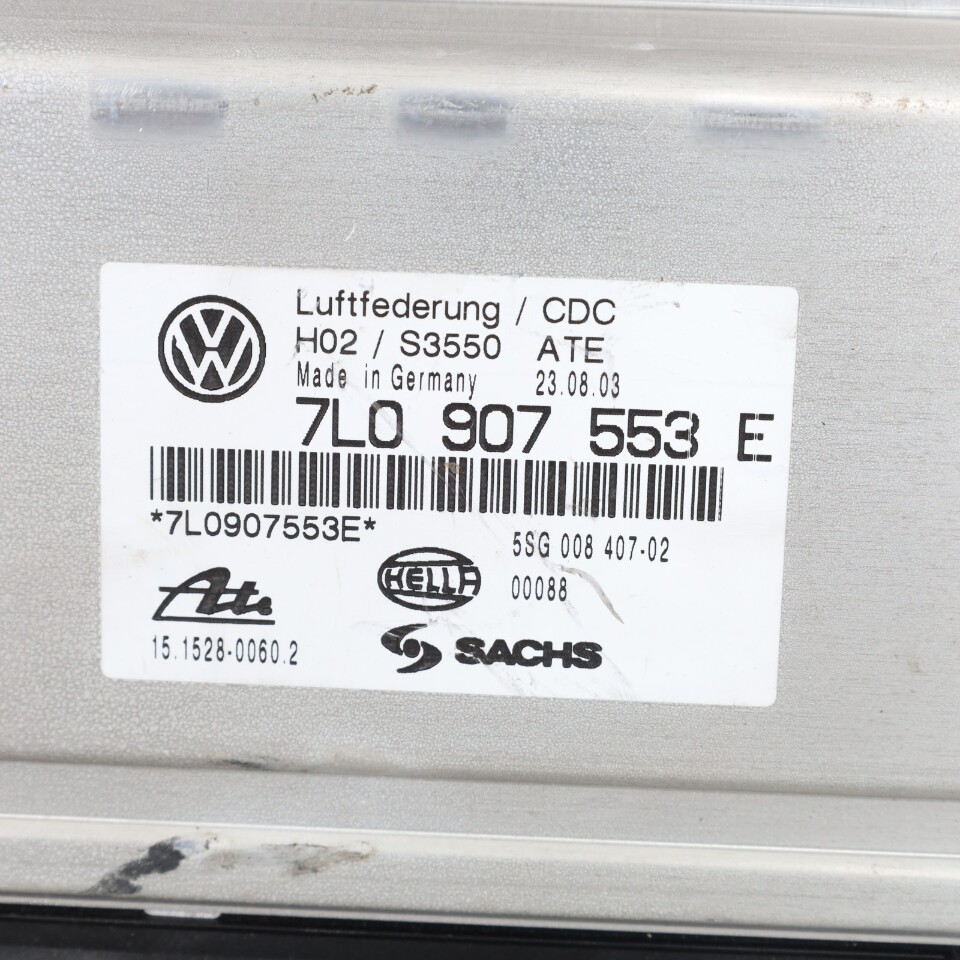 Luftfederung / CDC
H02 / S3550 ATE
Made in Germany 23.08.03
7L0 907 553 E
*7L0907553E*
5SG 008 407-02
HELLA
00088
Ate
15.1528-0060.2
SACHS